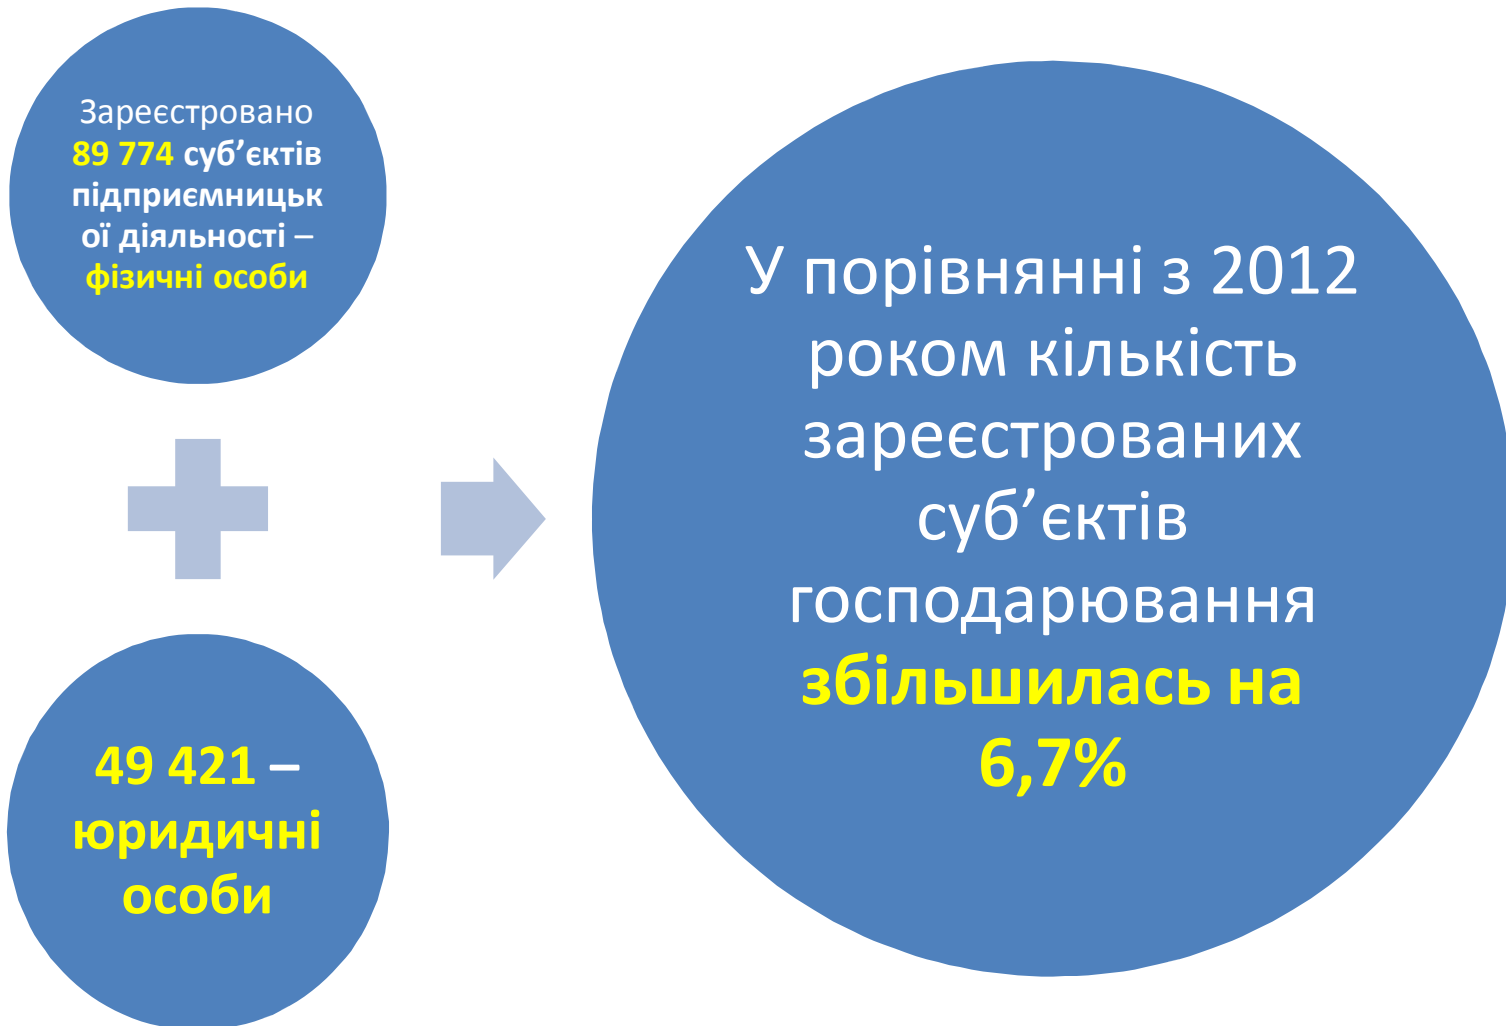 Зареєстровано
89 774 суб’єктів
підприємницьк
ої діяльності –
фізичні особи
49 421 –
юридичні
особи
У порівнянні з 2012
роком кількість
зареєстрованих
суб’єктів
господарювання
збільшилась на
6,7%